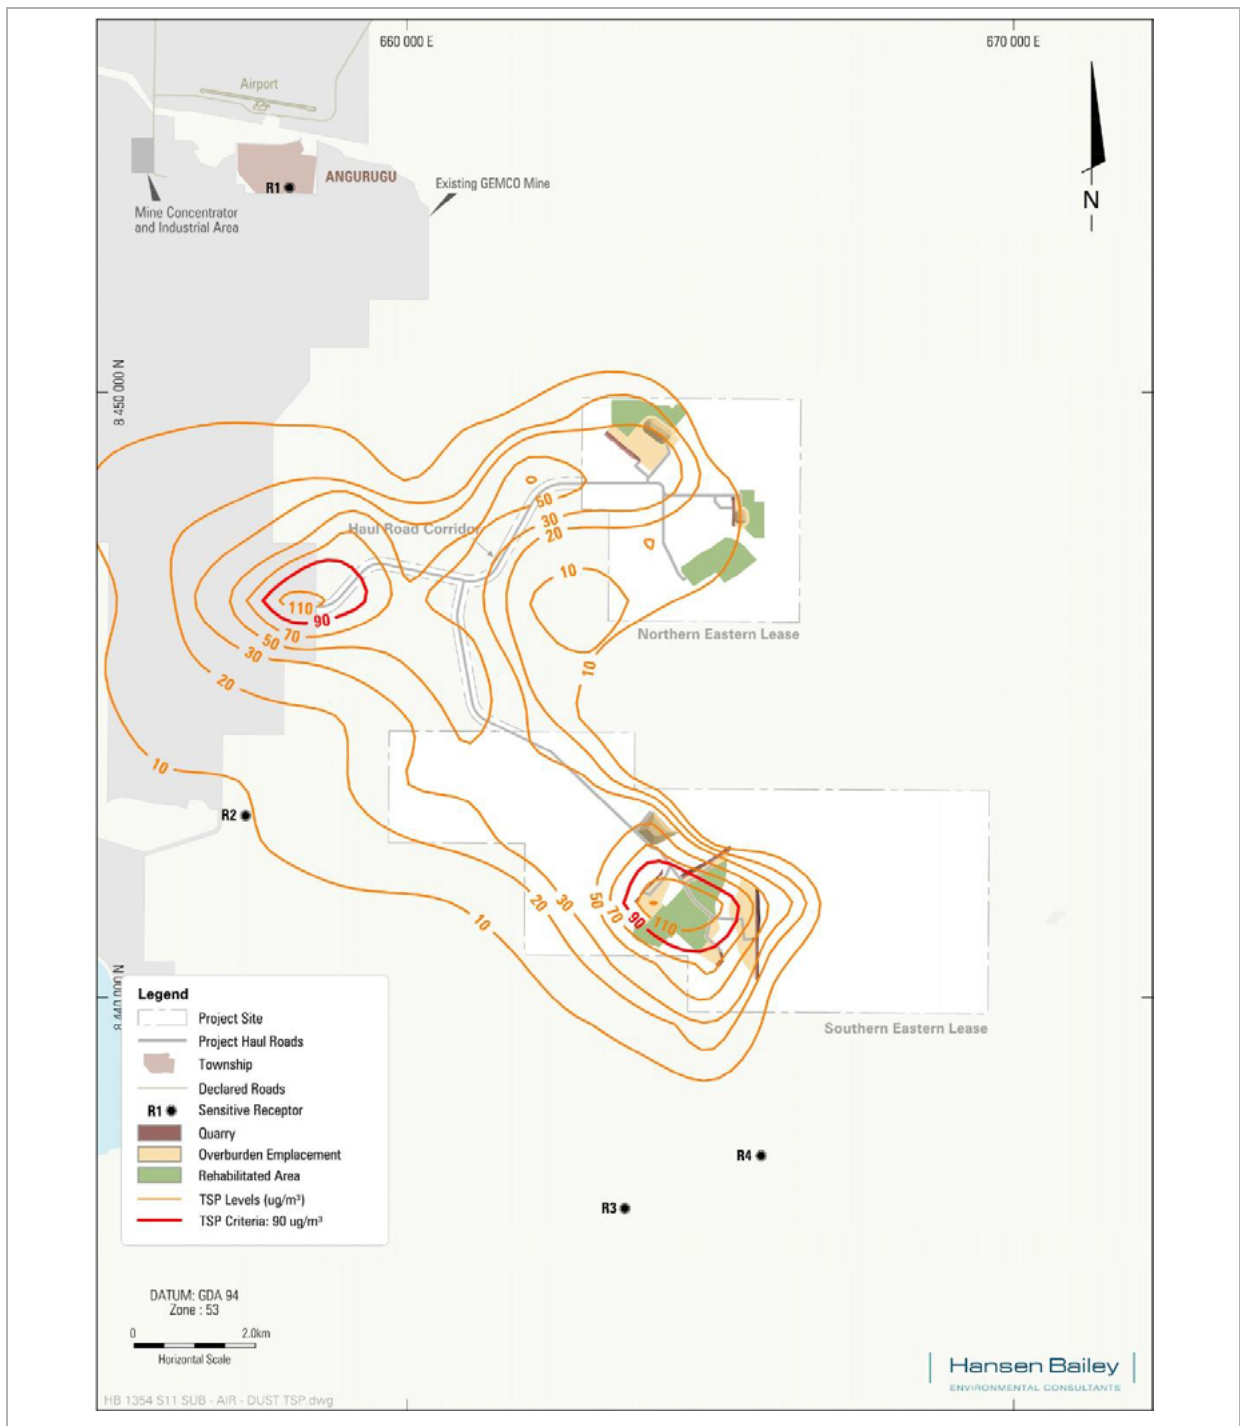 660 000 E
670 000 E
Airport
ANGURUGU
R1
Existing GEMCO Mine
Mine Concentrator
and Industrial Area
N
8 450 000 N
50
30
20
Haul Road Corridor
10
110
90
70
50
30
20
Northern Eastern Lease
10
10
R2
50
70
90
110
30
20
10
8 440 000 N
Southern Eastern Lease
Legend
Project Site
Project Haul Roads
Township
Declared Roads
R1 Sensitive Receptor
Quarry
Overburden Emplacement
Rehabilitated Area
TSP Levels (ug/m³)
TSP Criteria: 90 ug/m³
R4
R3
DATUM: GDA 94
Zone : 53
0 2.0km
Horizontal Scale
Hansen Bailey
ENVIRONMENTAL CONSULTANTS
HB 1354 S11 SUB - AIR - DUST TSP.dwg